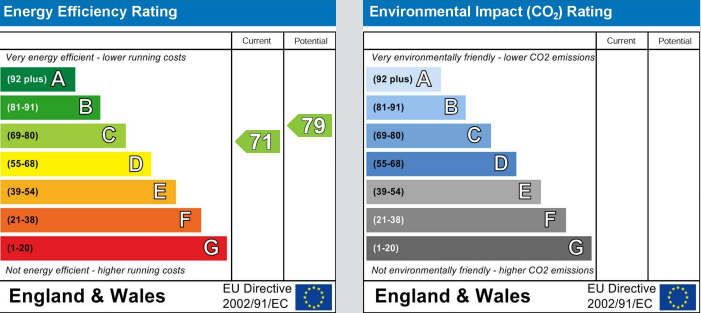 Energy Efficiency Rating
Current
Potential
Very energy efficient - lower running costs
(92 plus) A
(81-91) B
(69-80) C
(55-68) D
(39-54) E
(21-38) F
(1-20) G
71
79
Not energy efficient - higher running costs
England & Wales
EU Directive
2002/91/EC
Environmental Impact (CO₂) Rating
Current
Potential
Very environmentally friendly - lower CO2 emissions
(92 plus) A
(81-91) B
(69-80) C
(55-68) D
(39-54) E
(21-38) F
(1-20) G
Not environmentally friendly - higher CO2 emissions
England & Wales
EU Directive
2002/91/EC